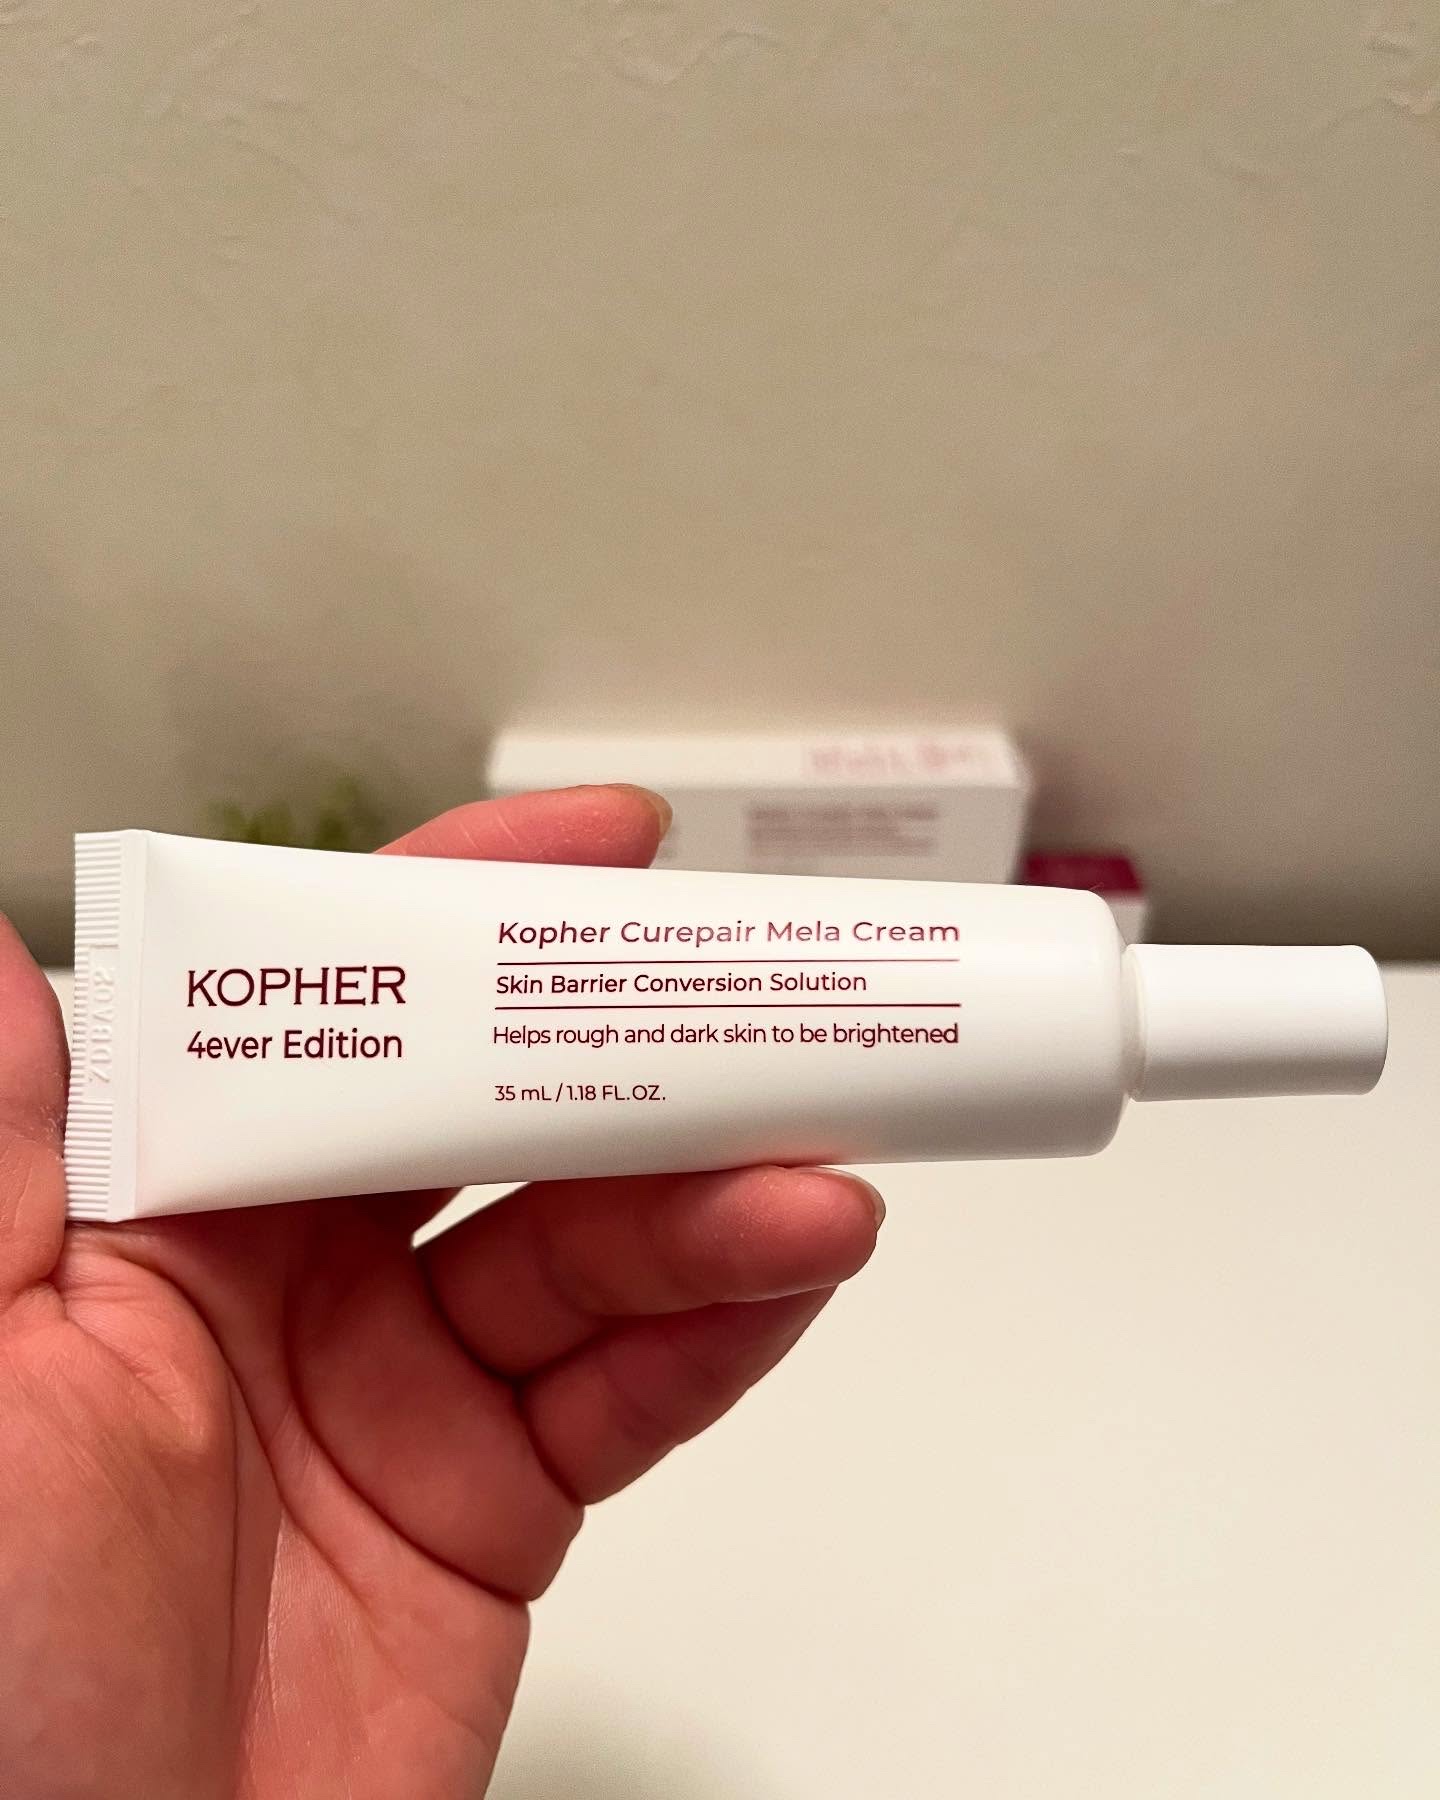 KOPHER
4ever Edition
Kopher Curepair Mela Cream
Skin Barrier Conversion Solution
Helps rough and dark skin to be brightened
35 mL / 1.18 FL.OZ.